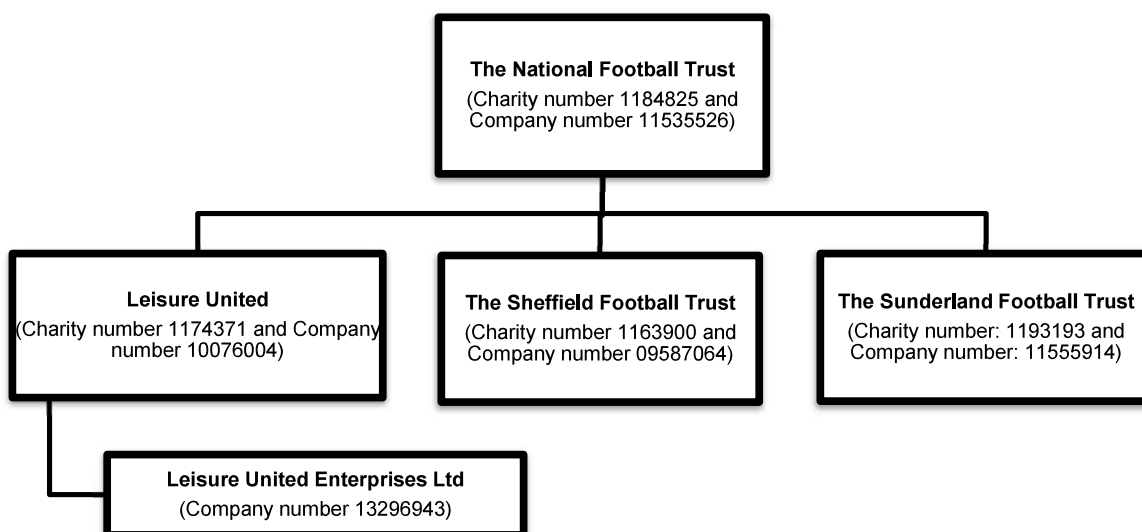 The National Football Trust
(Charity number 1184825 and
Company number 11535526)
Leisure United
(Charity number 1174371 and Company
number 10076004)
The Sheffield Football Trust
(Charity number 1163900 and
Company number 09587064)
The Sunderland Football Trust
(Charity number: 1193193 and
Company number: 11555914)
Leisure United Enterprises Ltd
(Company number 13296943)